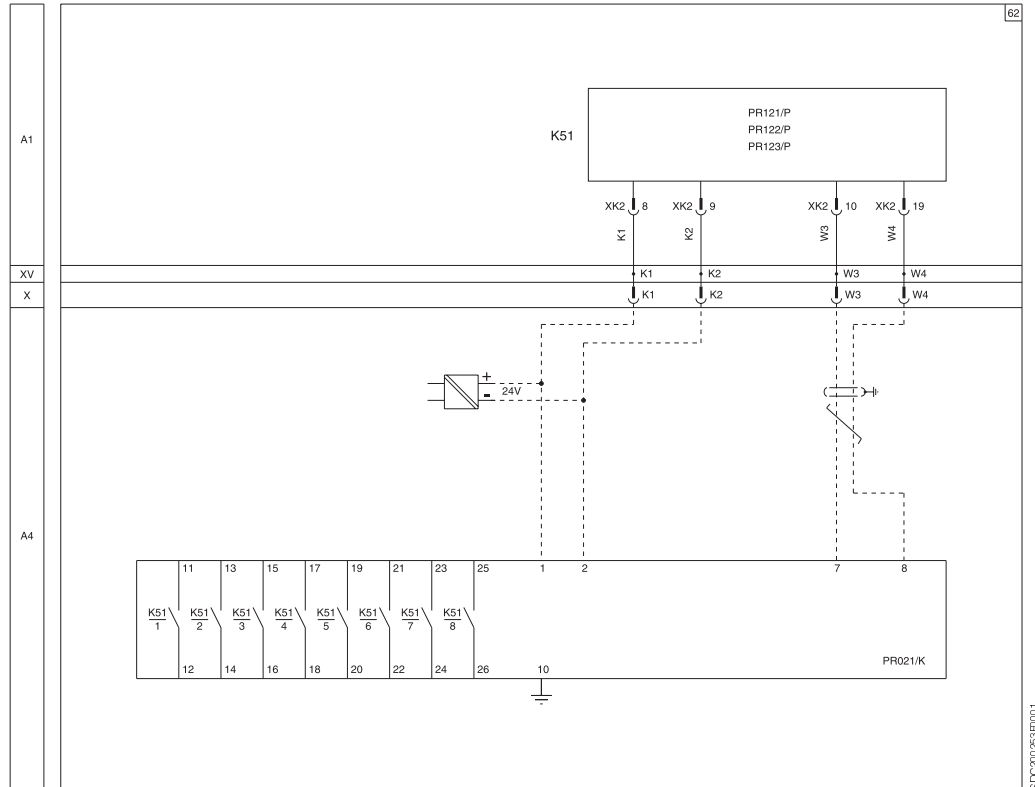 62
A1
K51
PR121/P
PR122/P
PR123/P
XK2 8 XK2 9 XK2 10 XK2 19
K1 K2 W3 W4
XV
K1 K2 W3 W4
X
K1 K2 W3 W4
+
24V
-
A4
11 13 15 17 19 21 23 25 1 2 7 8
K51 K51 K51 K51 K51 K51 K51 K51
1 2 3 4 5 6 7 8
12 14 16 18 20 22 24 26 10
PR021/K